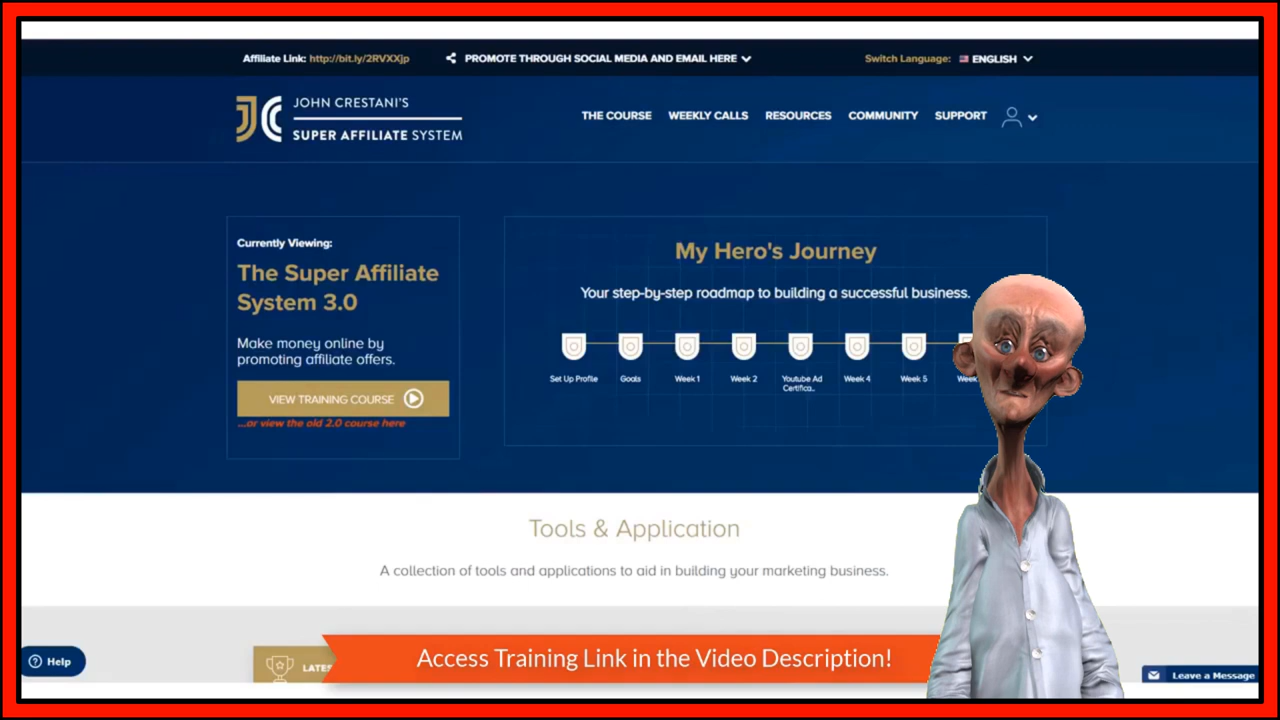 Affiliate Link: http://bit.ly/2RVXXjp
PROMOTE THROUGH SOCIAL MEDIA AND EMAIL HERE
Switch Language: ENGLISH
JC
JOHN CRESTANI'S
SUPER AFFILIATE SYSTEM
THE COURSE
WEEKLY CALLS
RESOURCES
COMMUNITY
SUPPORT
Currently Viewing:
The Super Affiliate
System 3.0
Make money online by
promoting affiliate offers.
VIEW TRAINING COURSE
...or view the old 2.0 course here
My Hero's Journey
Your step-by-step roadmap to building a successful business.
Set Up Profile
Goals
Week 1
Week 2
Youtube Ad
Certifica..
Week 4
Week 5
Week
Tools & Application
A collection of tools and applications to aid in building your marketing business.
Help
LATES
Access Training Link in the Video Description!
Leave a Message